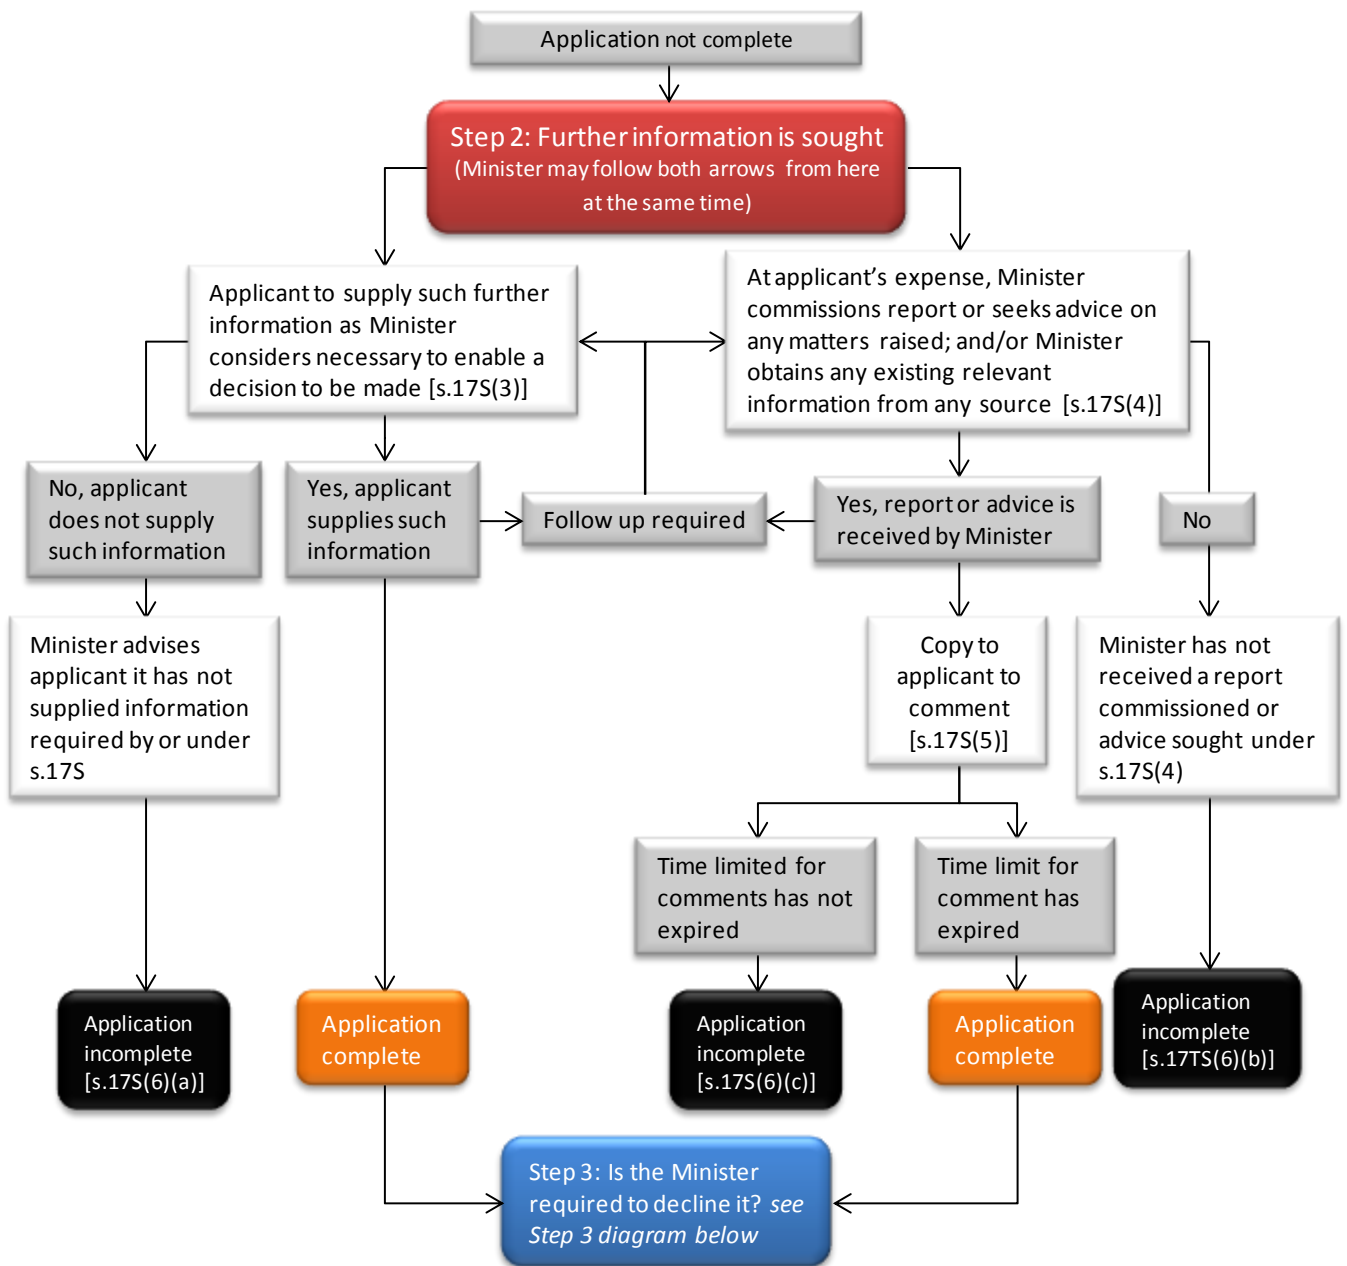 Application not complete
Step 2: Further information is sought
(Minister may follow both arrows from here
at the same time)
Applicant to supply such further
information as Minister
considers necessary to enable a
decision to be made [s.17S(3)]
At applicant's expense, Minister
commissions report or seeks advice on
any matters raised; and/or Minister
obtains any existing relevant
information from any source [s.17S(4)]
No, applicant
does not supply
such information
Yes, applicant
supplies such
information
Follow up required
Yes, report or advice is
received by Minister
No
Minister advises
applicant it has not
supplied information
required by or under
s.17S
Copy to
applicant to
comment
[s.17S(5)]
Minister has not
received a report
commissioned or
advice sought under
s.17S(4)
Time limited for
comments has not
expired
Time limit for
comment has
expired
Application
incomplete
[s.17S(6)(a)]
Application
complete
Application
incomplete
[s.17S(6)(c)]
Application
complete
Application
incomplete
[s.17TS(6)(b)]
Step 3: Is the Minister
required to decline it? see
Step 3 diagram below